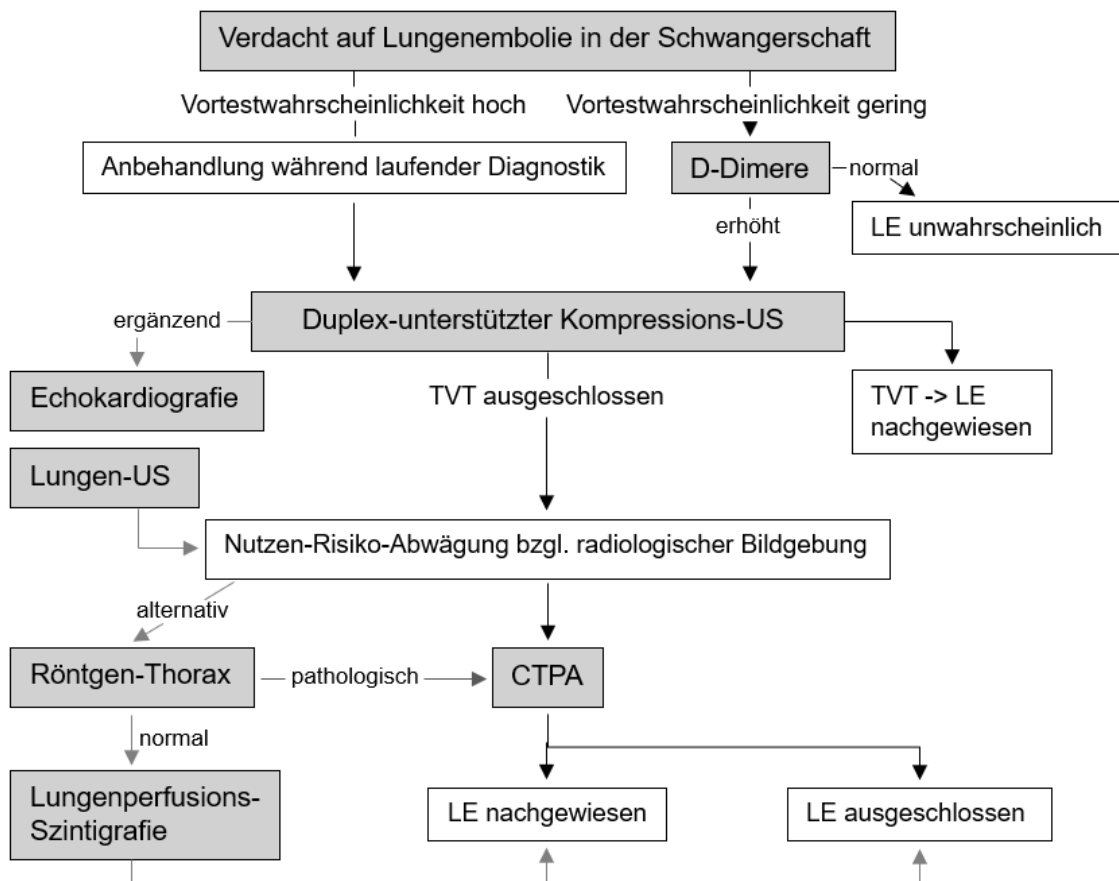 Verdacht auf Lungenembolie in der Schwangerschaft
Vortestwahrscheinlichkeit hoch
Vortestwahrscheinlichkeit gering
Anbehandlung während laufender Diagnostik
D-Dimere
normal
LE unwahrscheinlich
erhöht
ergänzend
Duplex-unterstützter Kompressions-US
Echokardiografie
TVT ausgeschlossen
TVT -> LE
nachgewiesen
Lungen-US
Nutzen-Risiko-Abwägung bzgl. radiologischer Bildgebung
alternativ
Röntgen-Thorax
pathologisch
CTPA
normal
Lungenperfusions-
Szintigrafie
LE nachgewiesen
LE ausgeschlossen